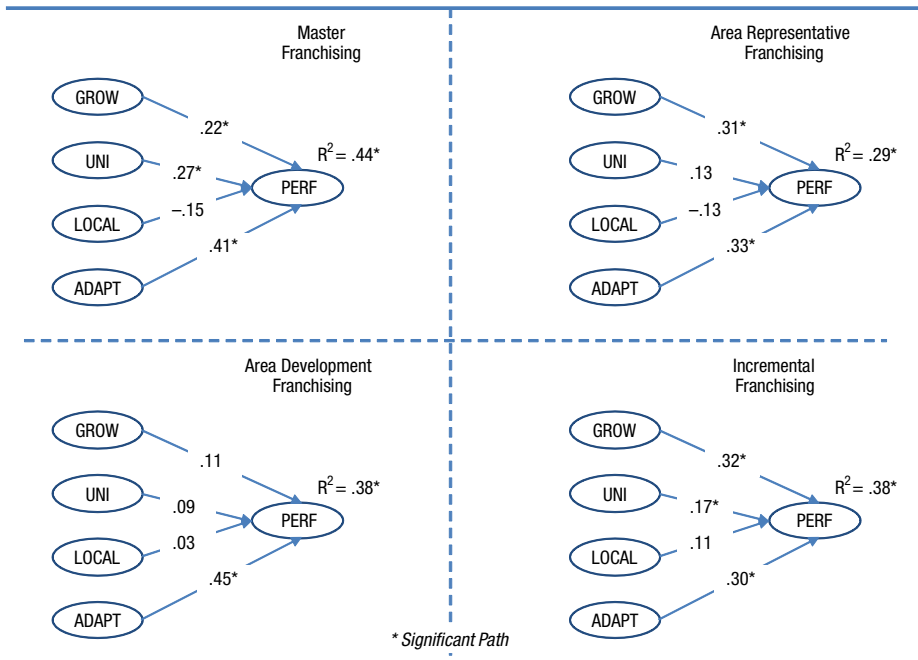 Master
Franchising
GROW
.22*
UNI
R² = .44*
.27*
PERF
LOCAL
–.15
.41*
ADAPT
Area Representative
Franchising
GROW
.31*
UNI
R² = .29*
.13
PERF
LOCAL
–.13
.33*
ADAPT
Area Development
Franchising
GROW
.11
UNI
R² = .38*
.09
PERF
LOCAL
.03
.45*
ADAPT
Incremental
Franchising
GROW
.32*
UNI
R² = .38*
.17*
PERF
LOCAL
.11
.30*
ADAPT
* Significant Path